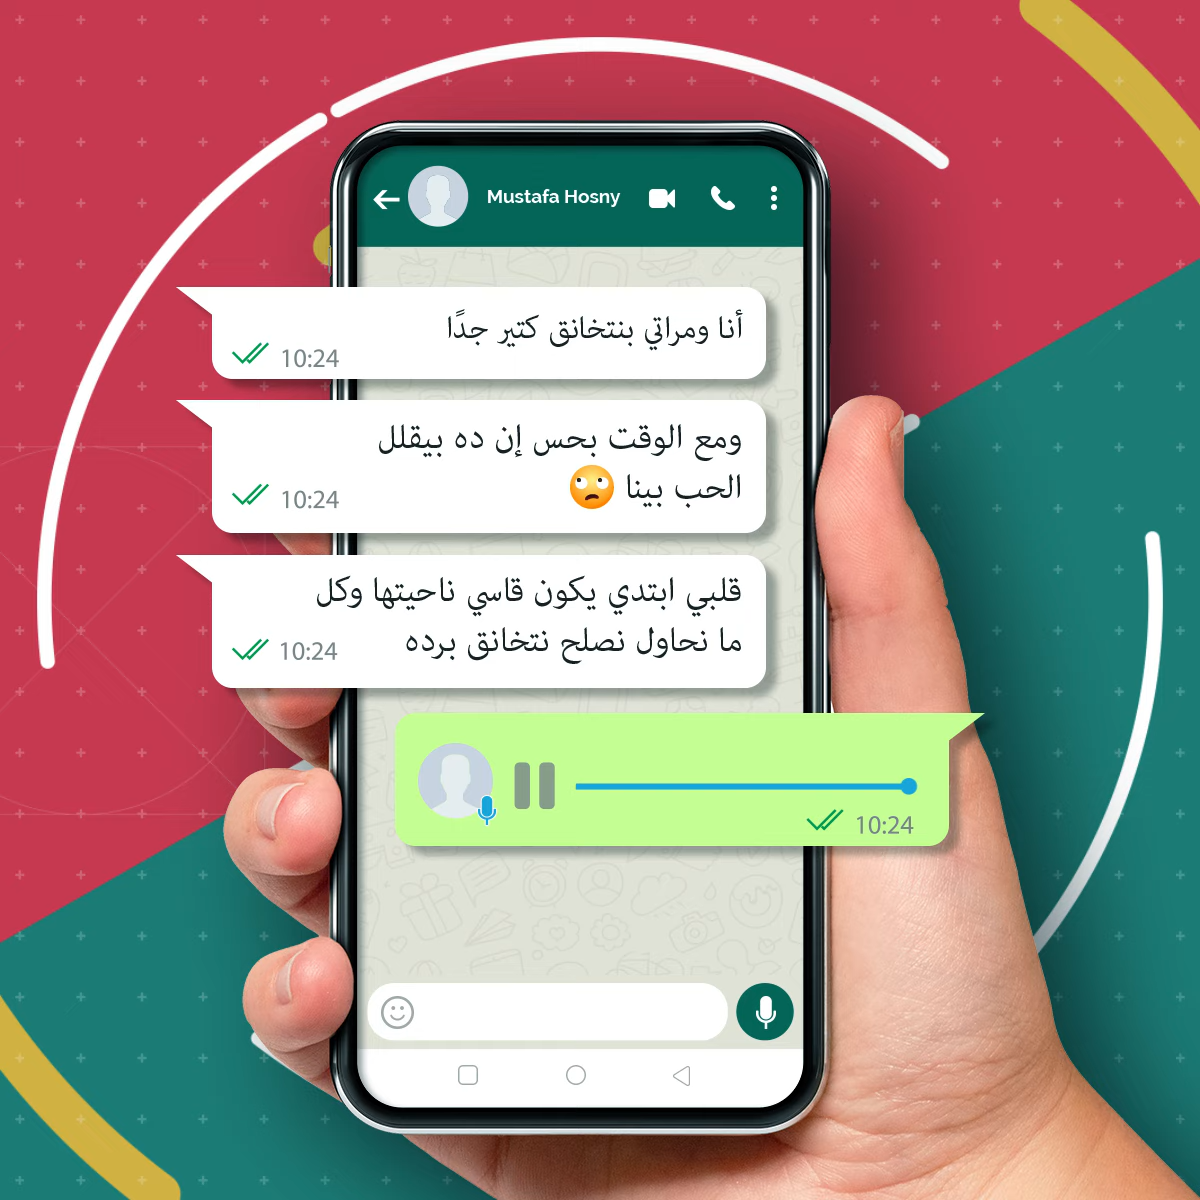 Mustafa Hosny
أنا ومراتي بنتخانق كتير جدًا
10:24
ومع الوقت بحس إن ده بيقلل
الحب بينا 🙄
10:24
قلبي ابتدي يكون قاسي ناحيتها وكل
ما نحاول نصلح نتخانق برده
10:24
10:24